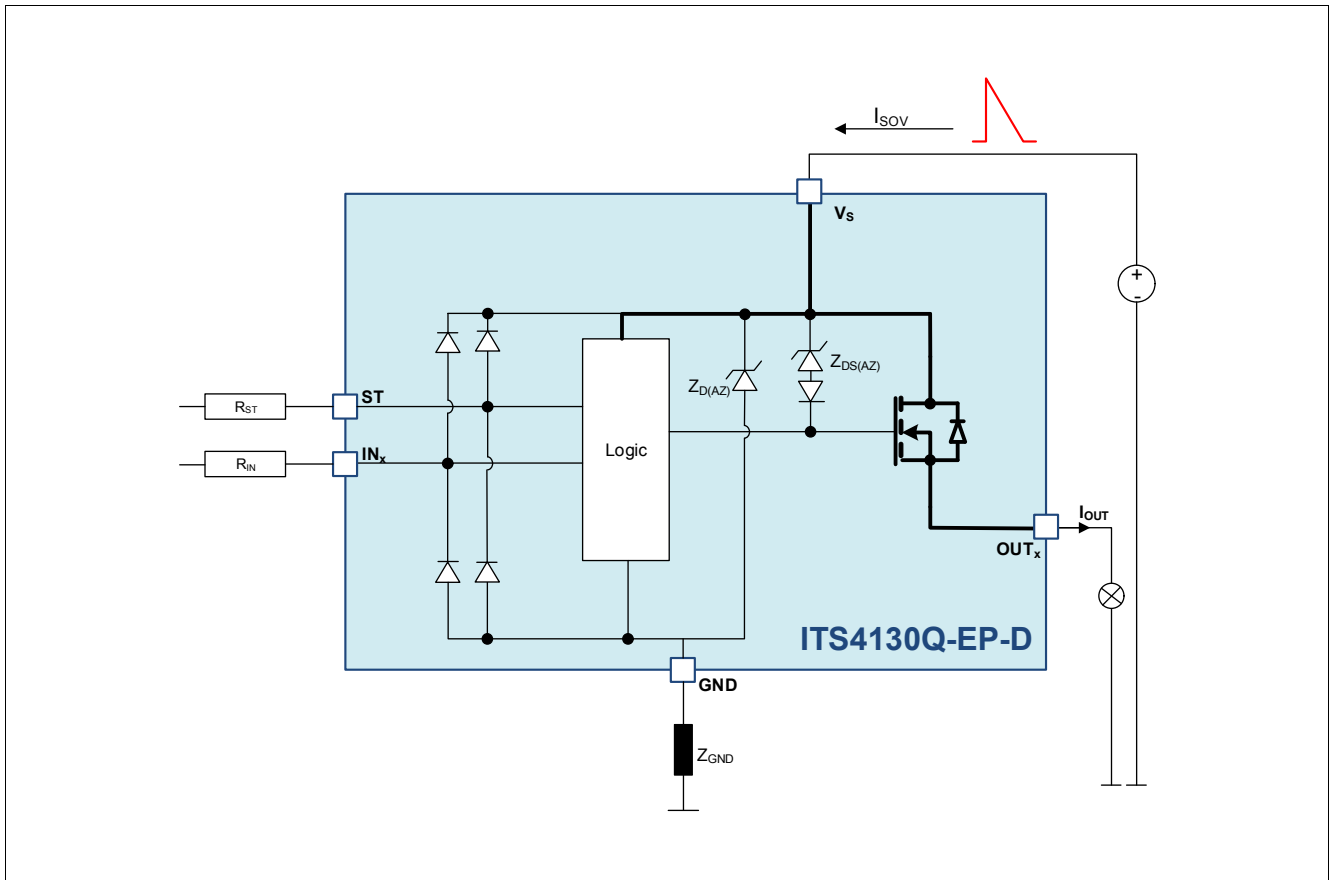 ISOV
VS
+
-
ZDS(AZ)
ZD(AZ)
RST
ST
RIN
INx
Logic
IOUT
OUTx
ITS4130Q-EP-D
GND
ZGND